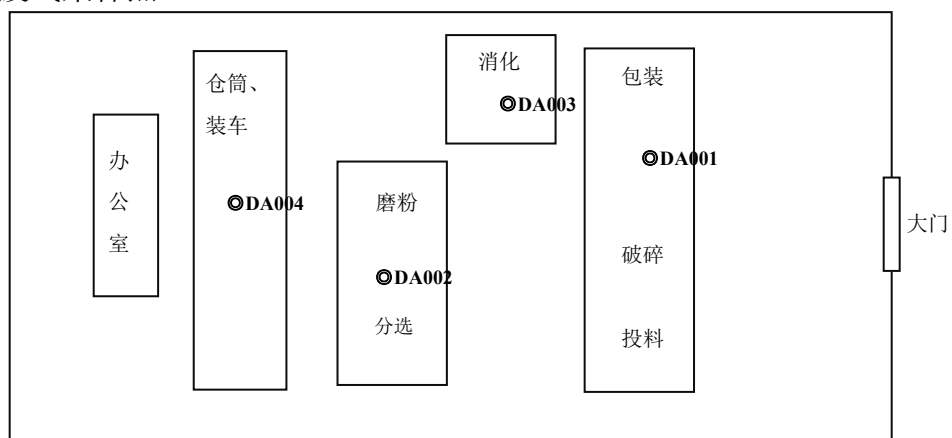 消化
包装
仓筒、
装车
◎DA003
◎DA001
办
公
室
◎DA004
磨粉
大门
破碎
◎DA002
分选
投料